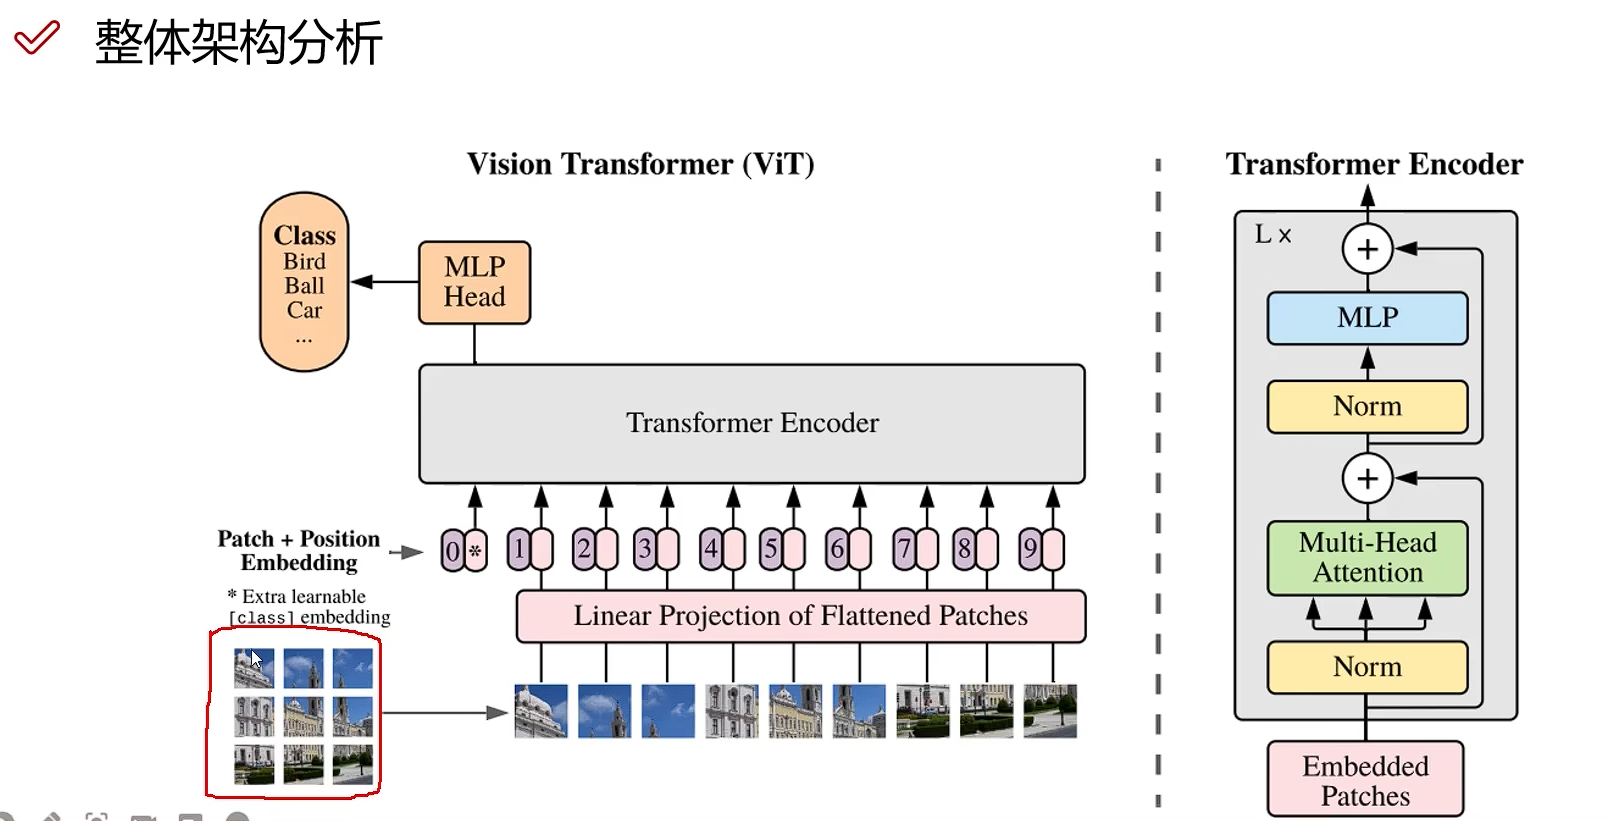 整体架构分析
Vision Transformer (ViT)
Class
Bird
Ball
Car
...
MLP
Head
Transformer Encoder
Patch + Position
Embedding
0 * 1 2 3 4 5 6 7 8 9
* Extra learnable
[class] embedding
Linear Projection of Flattened Patches
Transformer Encoder
L ×
+
MLP
Norm
+
Multi-Head
Attention
Norm
Embedded
Patches